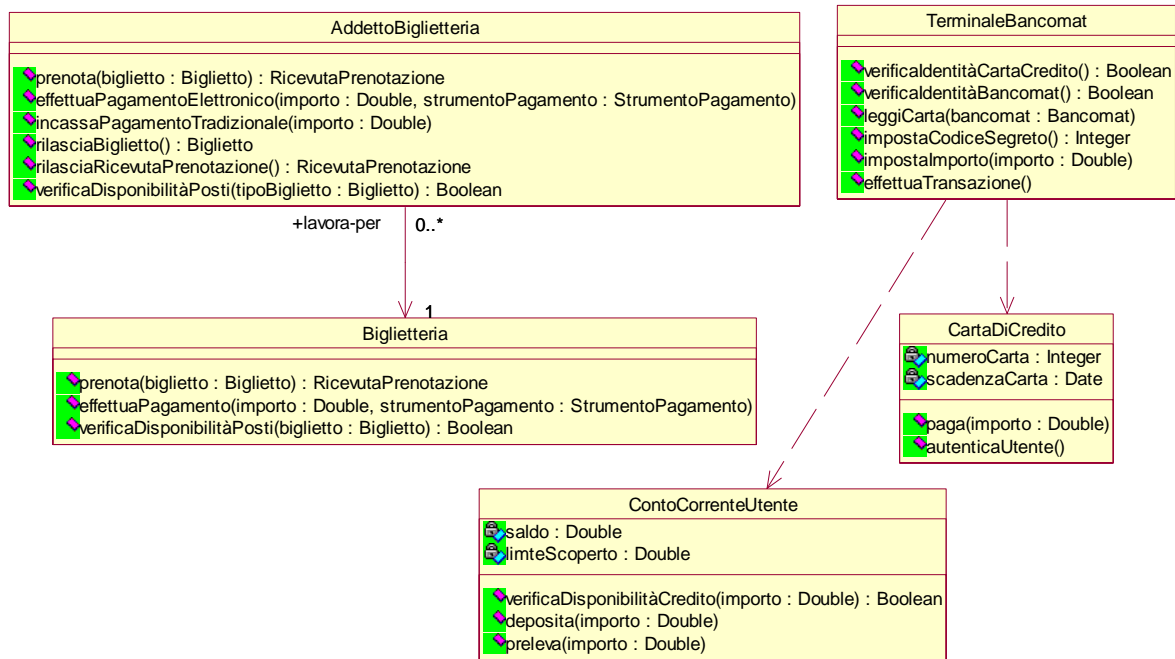 AddettoBiglietteria
prenota(biglietto : Biglietto) : RicevutaPrenotazione
effettuaPagamentoElettronico(importo : Double, strumentoPagamento : StrumentoPagamento)
incassaPagamentoTradizionale(importo : Double)
rilasciaBiglietto() : Biglietto
rilasciaRicevutaPrenotazione() : RicevutaPrenotazione
verificaDisponibilitàPosti(tipoBiglietto : Biglietto) : Boolean
TerminaleBancomat
verificaIdentitàCartaCredito() : Boolean
verificaIdentitàBancomat() : Boolean
leggiCarta(bancomat : Bancomat)
impostaCodiceSegreto() : Integer
impostaImporto(importo : Double)
effettuaTransazione()
+lavora-per
0..*
1
Biglietteria
prenota(biglietto : Biglietto) : RicevutaPrenotazione
effettuaPagamento(importo : Double, strumentoPagamento : StrumentoPagamento)
verificaDisponibilitàPosti(biglietto : Biglietto) : Boolean
CartaDiCredito
numeroCarta : Integer
scadenzaCarta : Date
paga(importo : Double)
autenticaUtente()
ContoCorrenteUtente
saldo : Double
limteScoperto : Double
verificaDisponibilitàCredito(importo : Double) : Boolean
deposita(importo : Double)
preleva(importo : Double)